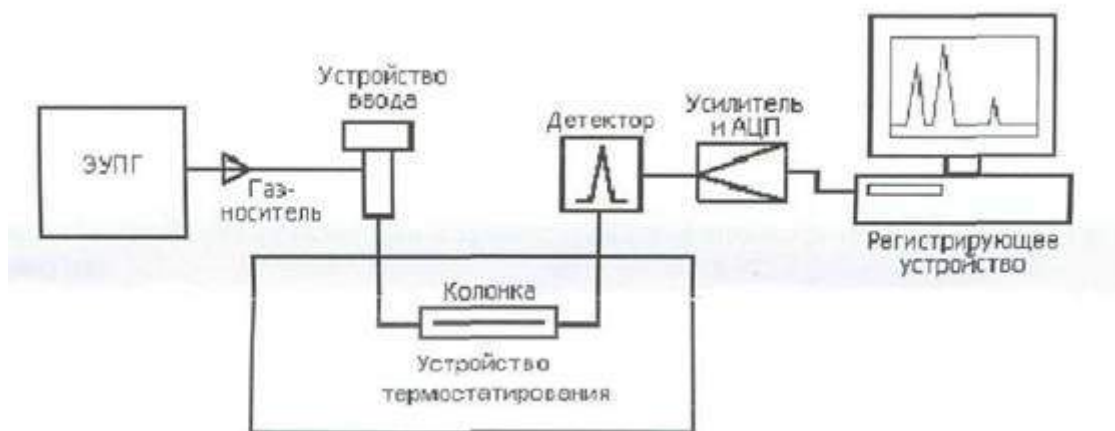 Устройство
ввода
ЭУПГ
Газ-
носитель
Детектор
Усилитель
и АЦП
Регистрирующее
устройство
Колонка
Устройство
термостатирования